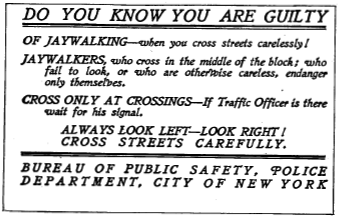 DO YOU KNOW YOU ARE GUILTY
OF JAYWALKING—when you cross streets carelessly!
JAYWALKERS, who cross in the middle of the block; who
fail to look, or who are otherwise careless, endanger
only themselves.
CROSS ONLY AT CROSSINGS—If Traffic Officer is there
wait for his signal.
ALWAYS LOOK LEFT—LOOK RIGHT!
CROSS STREETS CAREFULLY.
BUREAU OF PUBLIC SAFETY, POLICE
DEPARTMENT, CITY OF NEW YORK